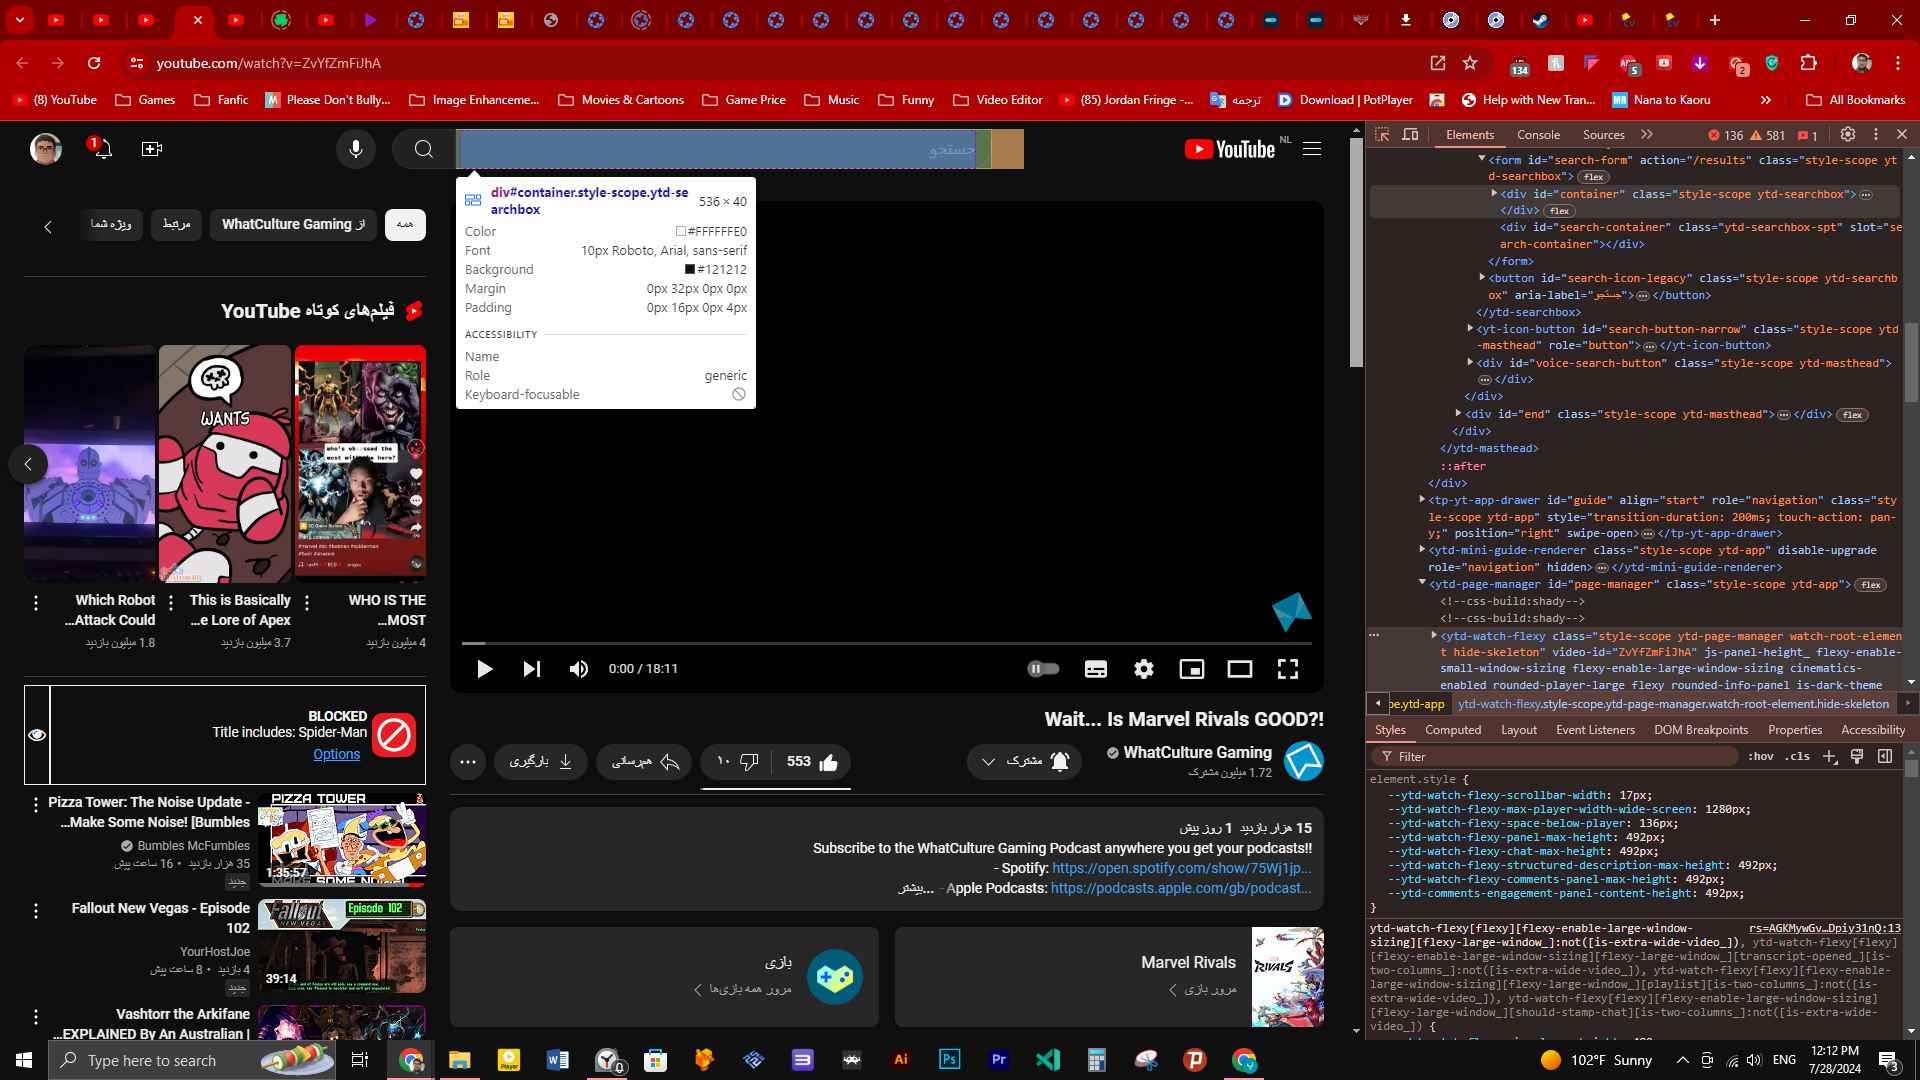 youtube.com/watch?v=ZvYfZmFiJhA
134
5
2
(8) YouTube
Games
Fanfic
Please Don't Bully...
Image Enhanceme...
Movies & Cartoons
Game Price
Music
Funny
Video Editor
(85) Jordan Fringe -...
ترجمه
Download | PotPlayer
Help with New Tran...
Nana to Kaoru
All Bookmarks
1
جستجو
YouTube NL
div#container.style-scope.ytd-se
archbox
536 × 40
Color #FFFFFFE0
Font 10px Roboto, Arial, sans-serif
Background #121212
Margin 0px 32px 0px 0px
Padding 0px 16px 0px 4px
ACCESSIBILITY
Name
Role generic
Keyboard-focusable
همه
از WhatCulture Gaming
مرتبط
ویژه شما
فیلم‌های کوتاه YouTube
WANTS
WHO IS THE
MOST...
4 میلیون بازدید
This is Basically
e Lore of Apex...
3.7 میلیون بازدید
Which Robot
Attack Could...
1.8 میلیون بازدید
BLOCKED
Title includes: Spider-Man
Options
Pizza Tower: The Noise Update -
...Make Some Noise! [Bumbles
Bumbles McFumbles
35 هزار بازدید • 16 ساعت پیش
جدید
PIZZA TOWER
1:35:57
MAKE SOME NOISE
Fallout New Vegas - Episode
102
YourHostJoe
4 بازدید • 8 ساعت پیش
جدید
Fallout
NEW VEGAS
Episode 102
39:14
Vashtorr the Arkifane
...EXPLAINED By An Australian |
0:00 / 18:11
Wait... Is Marvel Rivals GOOD?!
WhatCulture Gaming
1.72 میلیون مشترک
مشترک
553
۱۰
هم‌رسانی
بارگیری
15 هزار بازدید 1 روز پیش
Subscribe to the WhatCulture Gaming Podcast anywhere you get your podcasts!!
- Spotify: https://open.spotify.com/show/75Wj1jp...
- Apple Podcasts: https://podcasts.apple.com/gb/podcast...
...بیشتر
Marvel Rivals
مرور بازی
RIVALS
بازی
مرور همه بازی‌ها
Elements
Console
Sources
136
581
1
<form id="search-form" action="/results" class="style-scope yt
d-searchbox"> flex
<div id="container" class="style-scope ytd-searchbox">
</div> flex
<div id="search-container" class="ytd-searchbox-spt" slot="se
arch-container"></div>
</form>
<button id="search-icon-legacy" class="style-scope ytd-searchb
ox" aria-label="جستجو"> </button>
</ytd-searchbox>
<yt-icon-button id="search-button-narrow" class="style-scope ytd
-masthead" role="button"> </yt-icon-button>
<div id="voice-search-button" class="style-scope ytd-masthead">
</div>
</div>
<div id="end" class="style-scope ytd-masthead"> </div> flex
</div>
</ytd-masthead>
::after
</div>
<tp-yt-app-drawer id="guide" align="start" role="navigation" class="sty
le-scope ytd-app" style="transition-duration: 200ms; touch-action: pan-
y;" position="right" swipe-open> </tp-yt-app-drawer>
<ytd-mini-guide-renderer class="style-scope ytd-app" disable-upgrade
role="navigation" hidden> </ytd-mini-guide-renderer>
<ytd-page-manager id="page-manager" class="style-scope ytd-app"> flex
<!--css-build:shady-->
<!--css-build:shady-->
<ytd-watch-flexy class="style-scope ytd-page-manager watch-root-elemen
t hide-skeleton" video-id="ZvYfZmFiJhA" js-panel-height_ flexy-enable-
small-window-sizing flexy-enable-large-window-sizing cinematics-
enabled rounded-player-large flexy rounded-info-panel is-dark-theme
pe.ytd-app
ytd-watch-flexy.style-scope.ytd-page-manager.watch-root-element.hide-skeleton
Styles
Computed
Layout
Event Listeners
DOM Breakpoints
Properties
Accessibility
Filter
:hov
.cls
element.style {
--ytd-watch-flexy-scrollbar-width: 17px;
--ytd-watch-flexy-max-player-width-wide-screen: 1280px;
--ytd-watch-flexy-space-below-player: 136px;
--ytd-watch-flexy-panel-max-height: 492px;
--ytd-watch-flexy-chat-max-height: 492px;
--ytd-watch-flexy-structured-description-max-height: 492px;
--ytd-watch-flexy-comments-panel-max-height: 492px;
--ytd-comments-engagement-panel-content-height: 492px;
}
ytd-watch-flexy[flexy][flexy-enable-large-window-
rs=AGKMywGv…Dpiy31nQ:13
sizing][flexy-large-window_]:not([is-extra-wide-video_]), ytd-watch-flexy[flexy]
[flexy-enable-large-window-sizing][flexy-large-window_][transcript-opened_][is-
two-columns_]:not([is-extra-wide-video_]), ytd-watch-flexy[flexy][flexy-enable-
large-window-sizing][flexy-large-window_][playlist][is-two-columns_]:not([is-
extra-wide-video_]), ytd-watch-flexy[flexy][flexy-enable-large-window-sizing]
[flexy-large-window_][should-stamp-chat][is-two-columns_]:not([is-extra-wide-
video_]) {
Type here to search
102°F Sunny
ENG
12:12 PM
7/28/2024
3